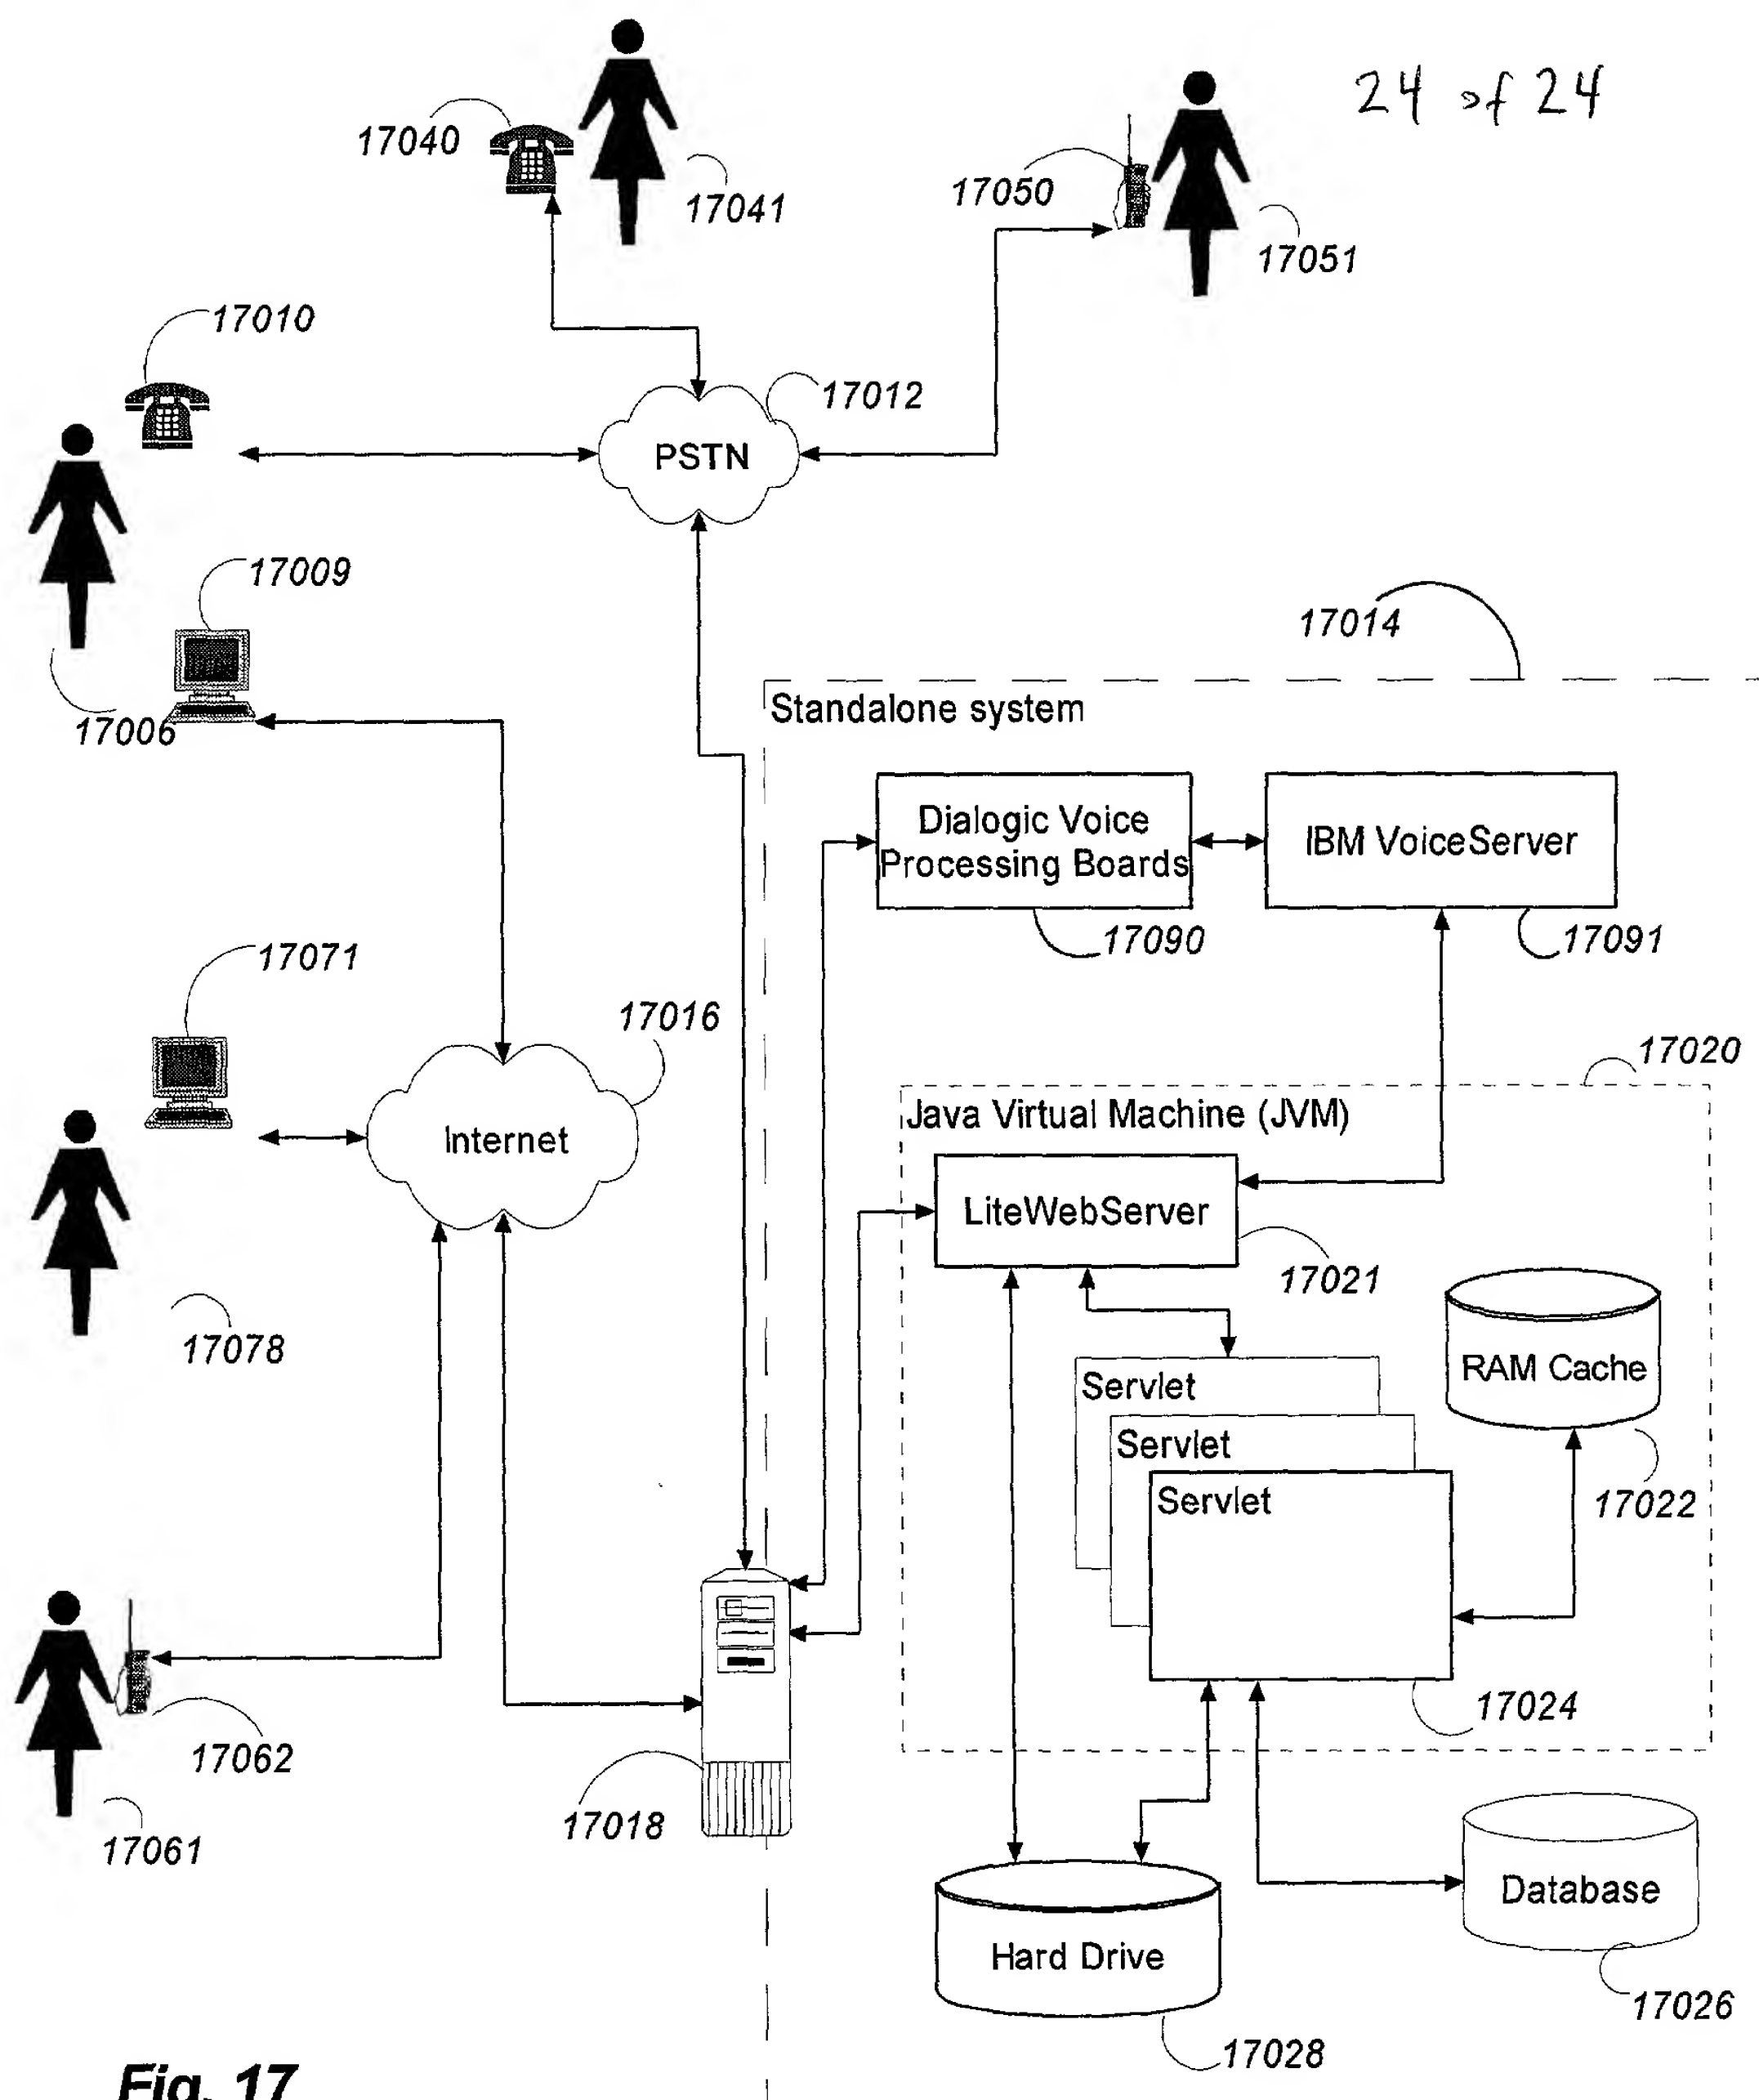 24 of 24
17040
17041
17050
17051
17010
17012
PSTN
17009
17006
17014
Standalone system
Dialogic Voice
Processing Boards
IBM VoiceServer
17090
17091
17071
17016
17020
Java Virtual Machine (JVM)
Internet
LiteWebServer
17021
17078
RAM Cache
Servlet
Servlet
Servlet
17022
17024
17062
17018
17061
Database
Hard Drive
17026
17028
Fig. 17